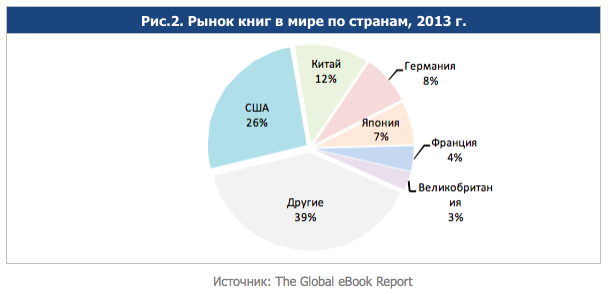 Рис.2. Рынок книг в мире по странам, 2013 г.
Китай
12%
Германия
8%
США
26%
Япония
7%
Франция
4%
Великобритан
ия
3%
Другие
39%
Источник: The Global eBook Report